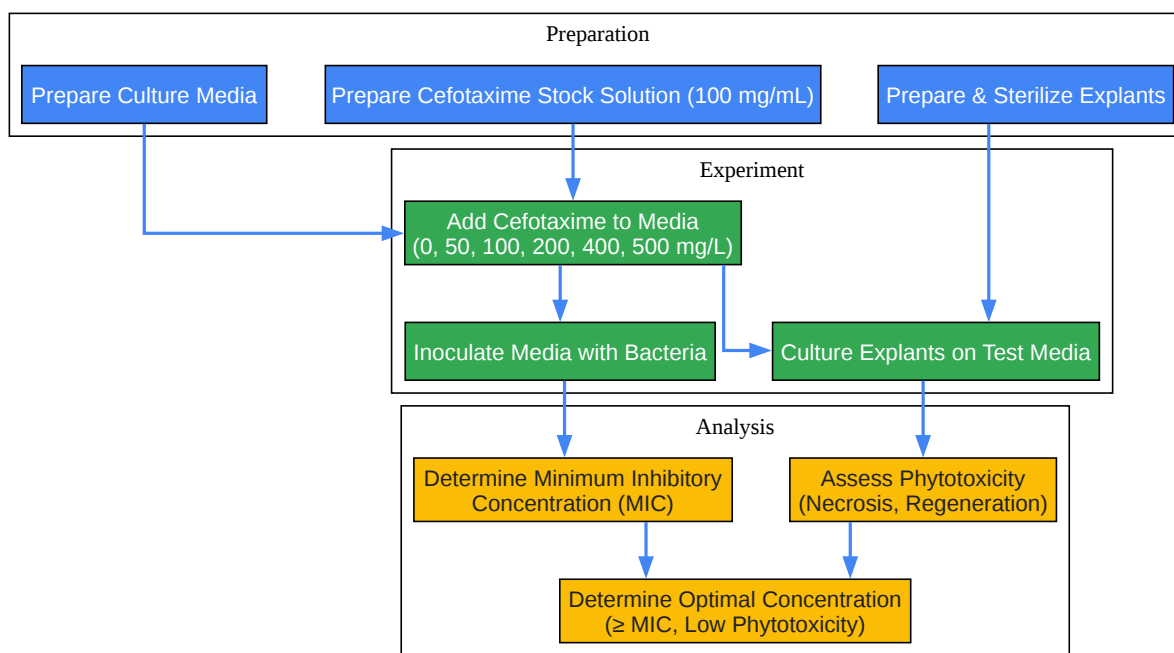 Preparation
Prepare Culture Media
Prepare Cefotaxime Stock Solution (100 mg/mL)
Prepare & Sterilize Explants
Experiment
Add Cefotaxime to Media
(0, 50, 100, 200, 400, 500 mg/L)
Inoculate Media with Bacteria
Culture Explants on Test Media
Analysis
Determine Minimum Inhibitory
Concentration (MIC)
Assess Phytotoxicity
(Necrosis, Regeneration)
Determine Optimal Concentration
(≥ MIC, Low Phytotoxicity)